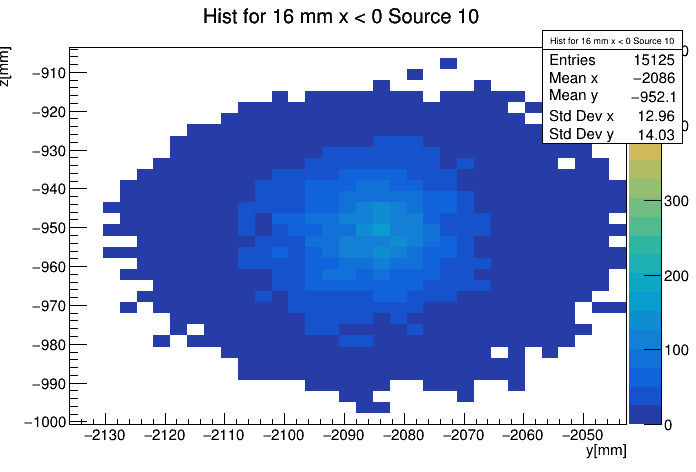 Hist for 16 mm x < 0 Source 10
Hist for 16 mm x < 0 Source 10
Entries 15125
Mean x −2086
Mean y −952.1
Std Dev x 12.96
Std Dev y 14.03
z[mm]
−910
−920
−930
−940
−950
−960
−970
−980
−990
−1000
−2130 −2120 −2110 −2100 −2090 −2080 −2070 −2060 −2050
y[mm]
300
200
100
0